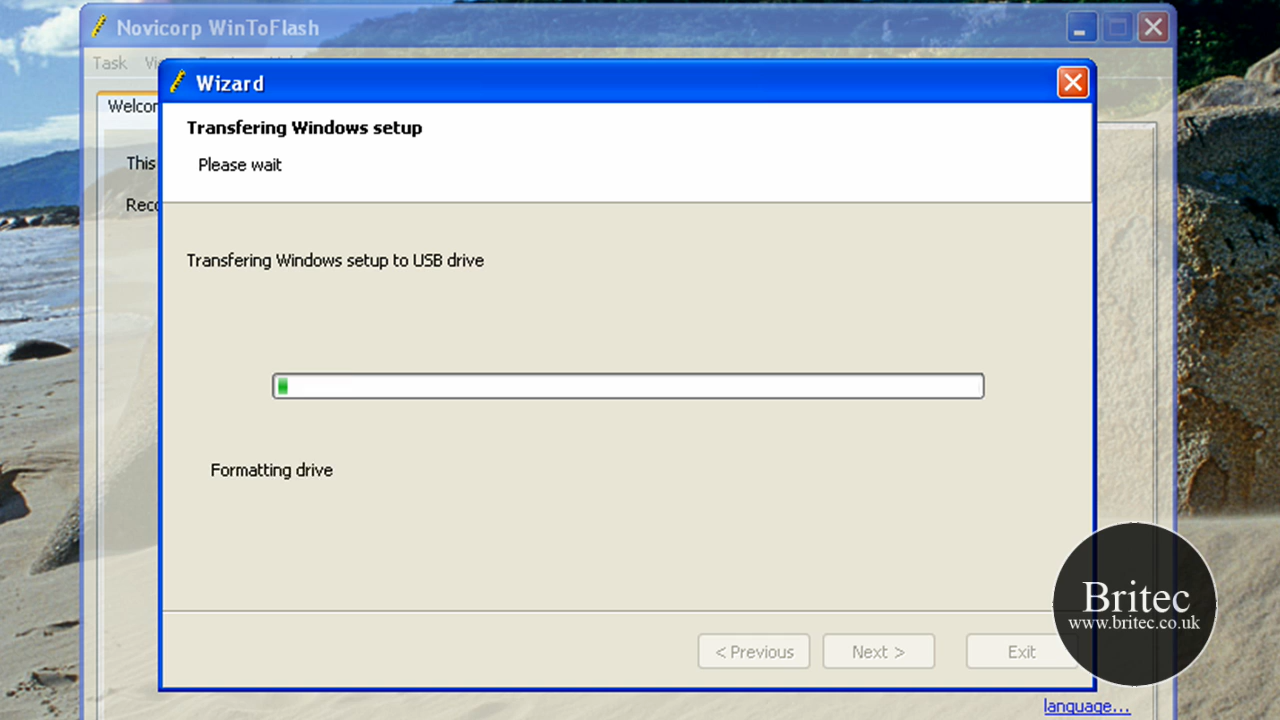 Novicorp WinToFlash
Task
Wizard
Transfering Windows setup
Please wait
This
Transfering Windows setup to USB drive
Formatting drive
< Previous
Next >
Exit
Britec
www.britec.co.uk
language...